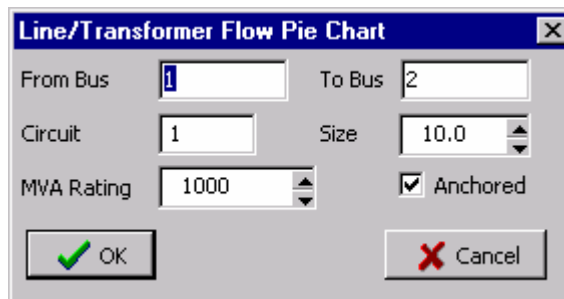 Line/Transformer Flow Pie Chart
From Bus 1 To Bus 2
Circuit 1 Size 10.0
MVA Rating 1000 Anchored
OK Cancel